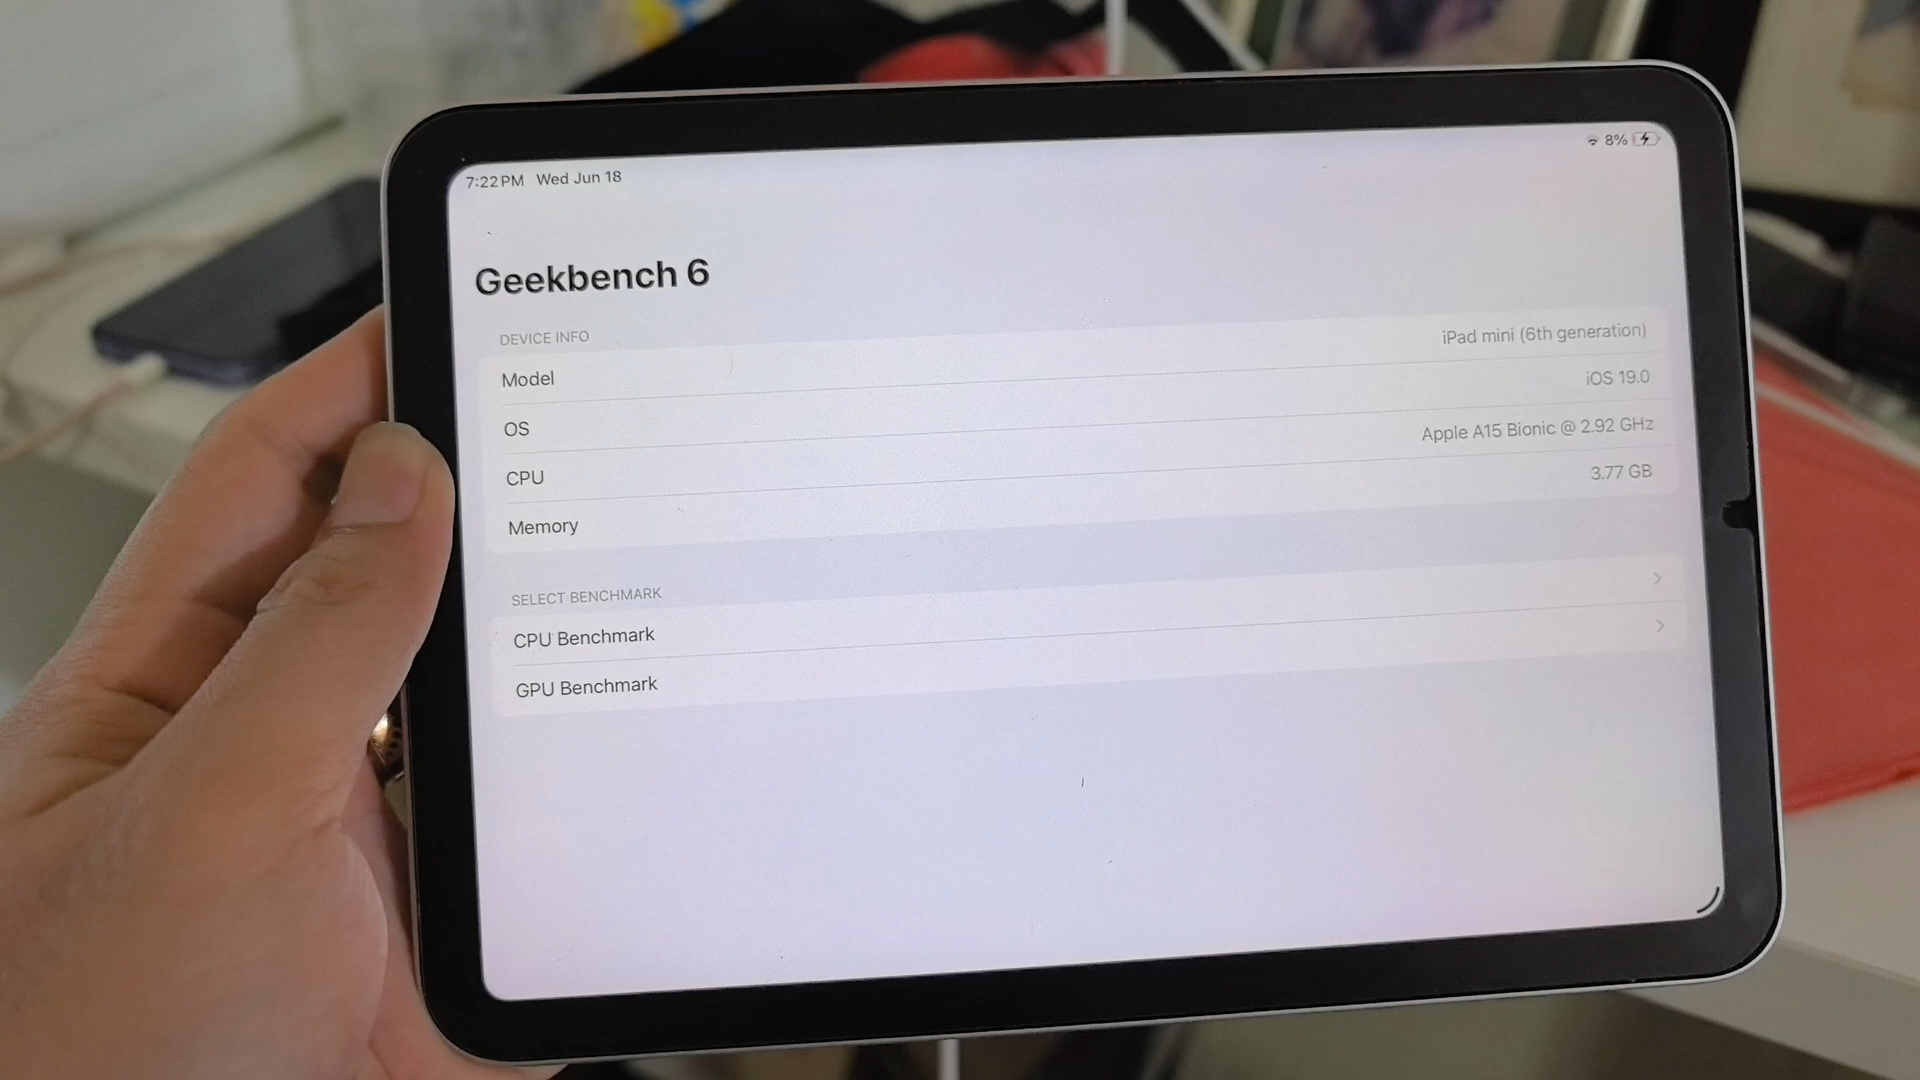 7:22 PM Wed Jun 18
8%
Geekbench 6
DEVICE INFO
Model iPad mini (6th generation)
OS iOS 19.0
CPU Apple A15 Bionic @ 2.92 GHz
Memory 3.77 GB
SELECT BENCHMARK
CPU Benchmark
GPU Benchmark